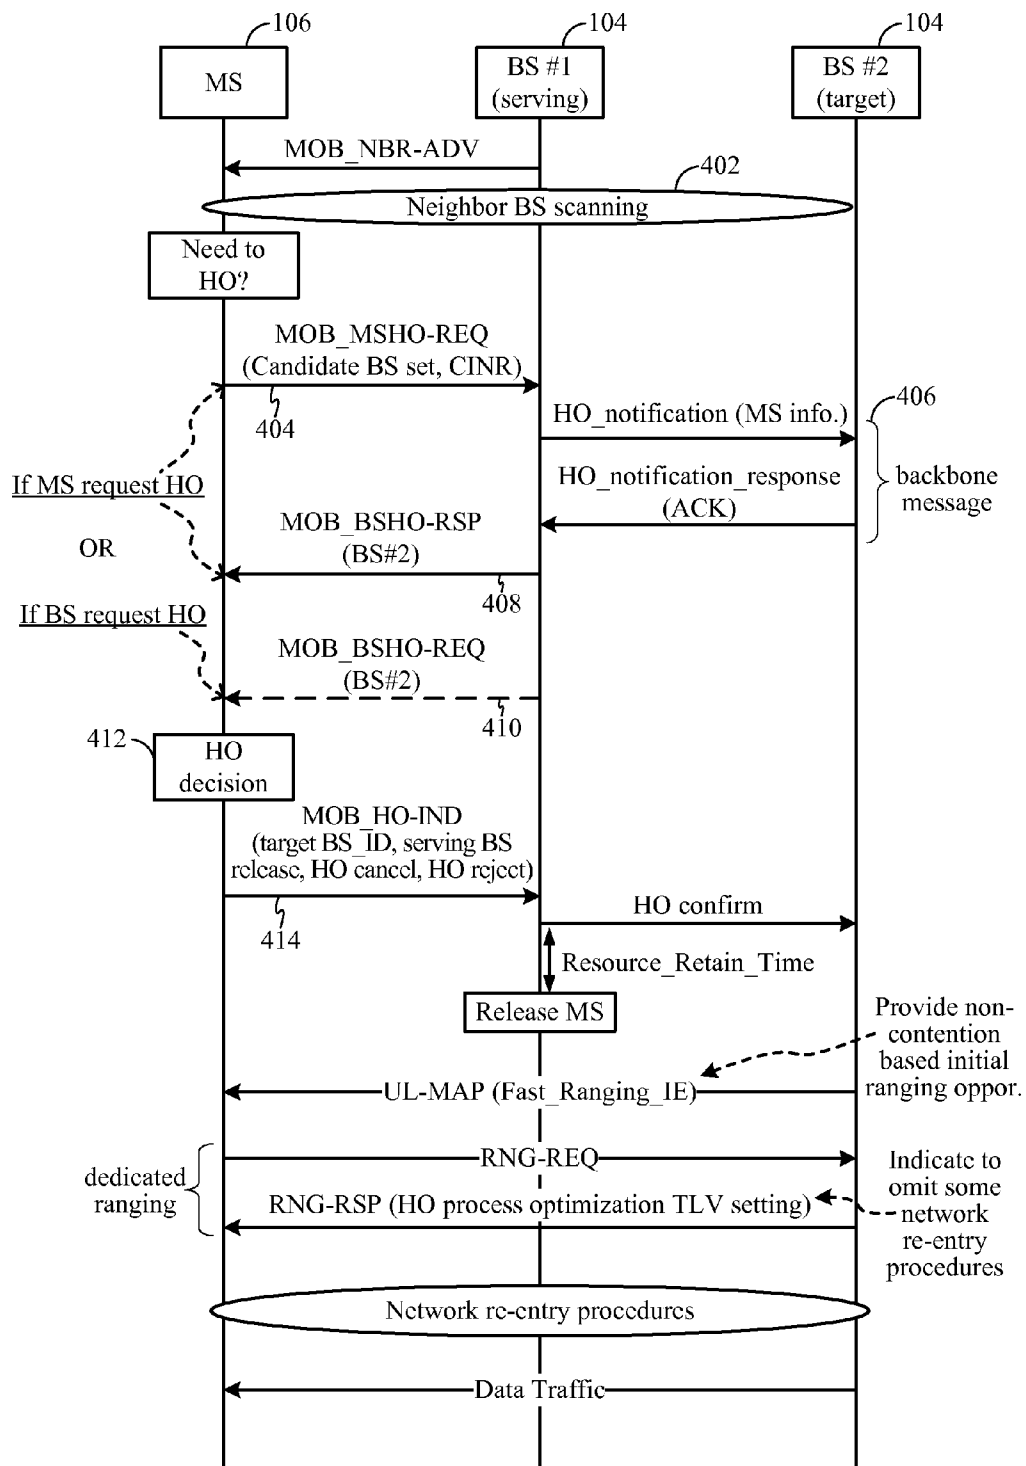 106
104
104
MS
BS #1
(serving)
BS #2
(target)
MOB_NBR-ADV
402
Neighbor BS scanning
Need to
HO?
MOB_MSHO-REQ
(Candidate BS set, CINR)
404
HO_notification (MS info.)
406
If MS request HO
HO_notification_response
(ACK)
backbone
message
OR
MOB_BSHO-RSP
(BS#2)
408
If BS request HO
MOB_BSHO-REQ
(BS#2)
410
412
HO
decision
MOB_HO-IND
(target BS_ID, serving BS
release, HO cancel, HO reject)
414
HO confirm
Resource_Retain_Time
Release MS
Provide non-
contention
based initial
ranging oppor.
UL-MAP (Fast_Ranging_IE)
dedicated
ranging
RNG-REQ
RNG-RSP (HO process optimization TLV setting)
Indicate to
omit some
network
re-entry
procedures
Network re-entry procedures
Data Traffic